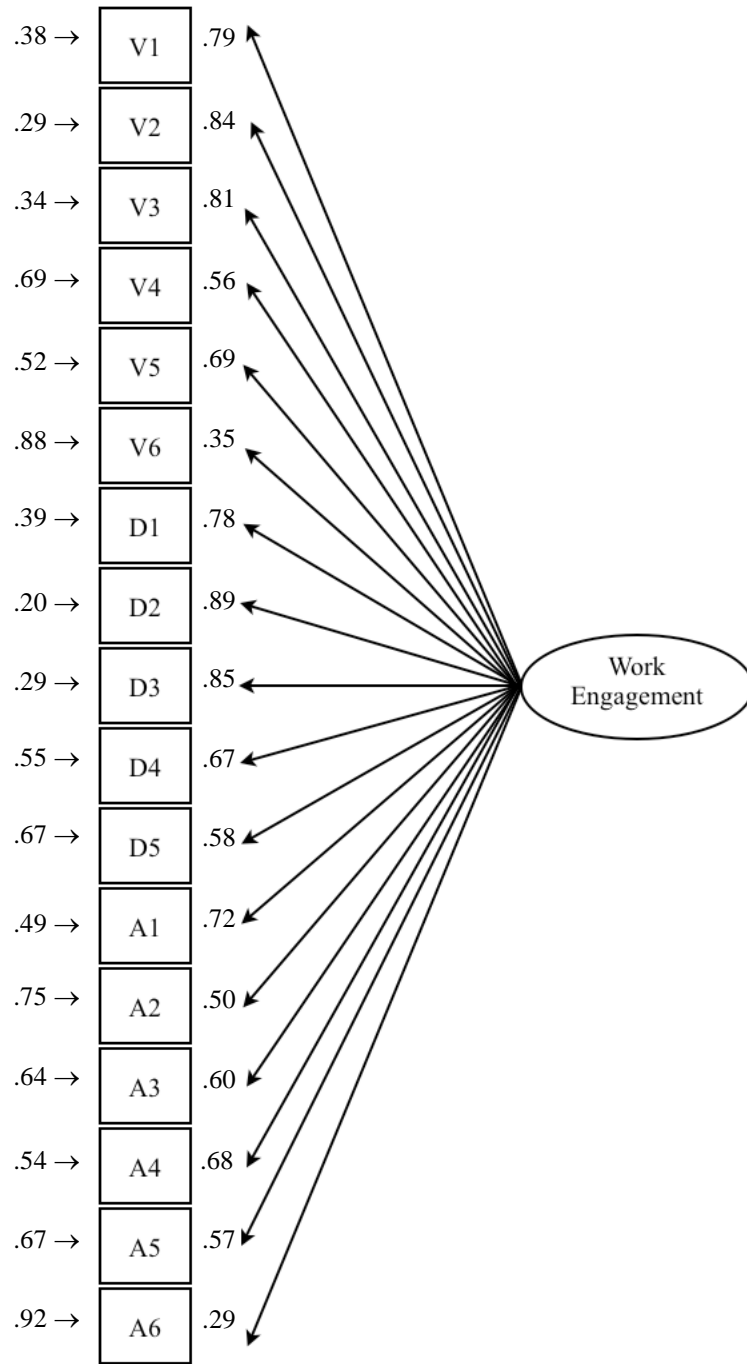 .38 → V1 .79
.29 → V2 .84
.34 → V3 .81
.69 → V4 .56
.52 → V5 .69
.88 → V6 .35
.39 → D1 .78
.20 → D2 .89
.29 → D3 .85
Work
Engagement
.55 → D4 .67
.67 → D5 .58
.49 → A1 .72
.75 → A2 .50
.64 → A3 .60
.54 → A4 .68
.67 → A5 .57
.92 → A6 .29